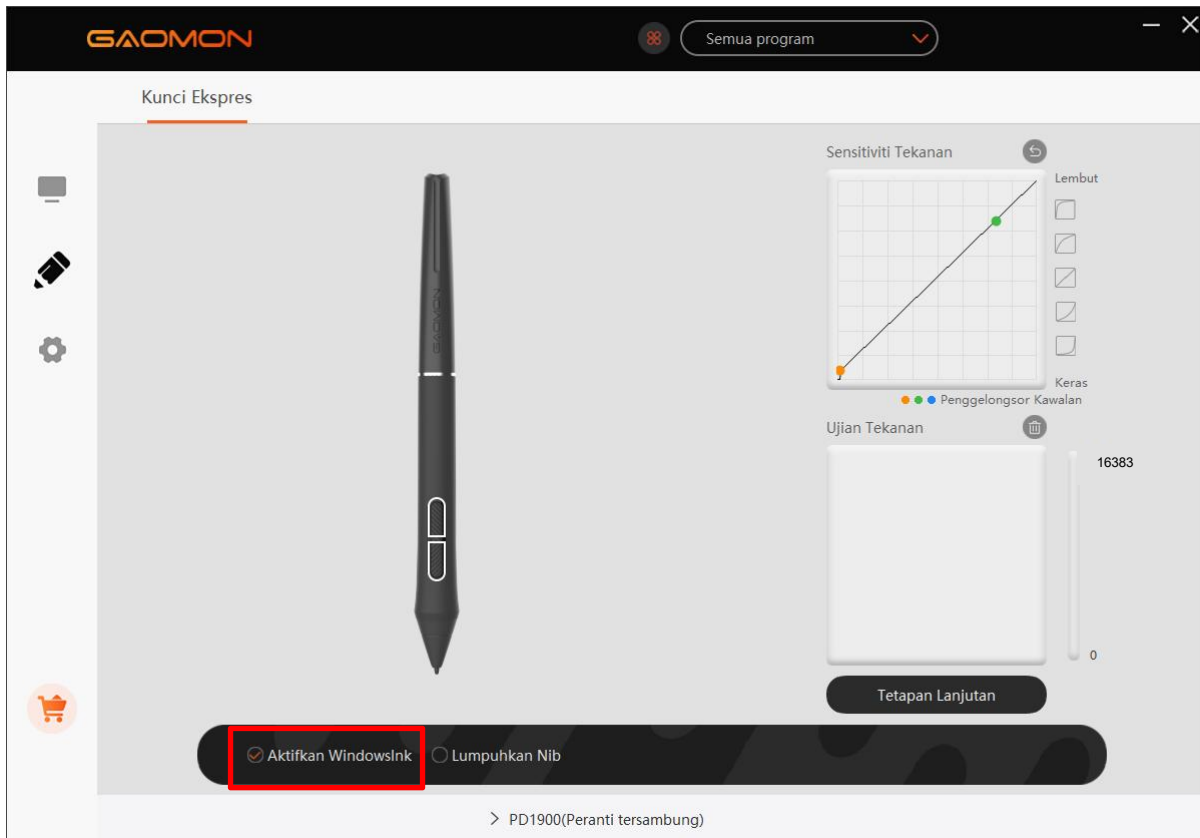 GAOMON
Semua program
Kunci Ekspres
Sensitiviti Tekanan
Lembut
GAOMON
Keras
Penggelongsor Kawalan
Ujian Tekanan
16383
0
Tetapan Lanjutan
Aktifkan WindowsInk
Lumpuhkan Nib
PD1900(Peranti tersambung)